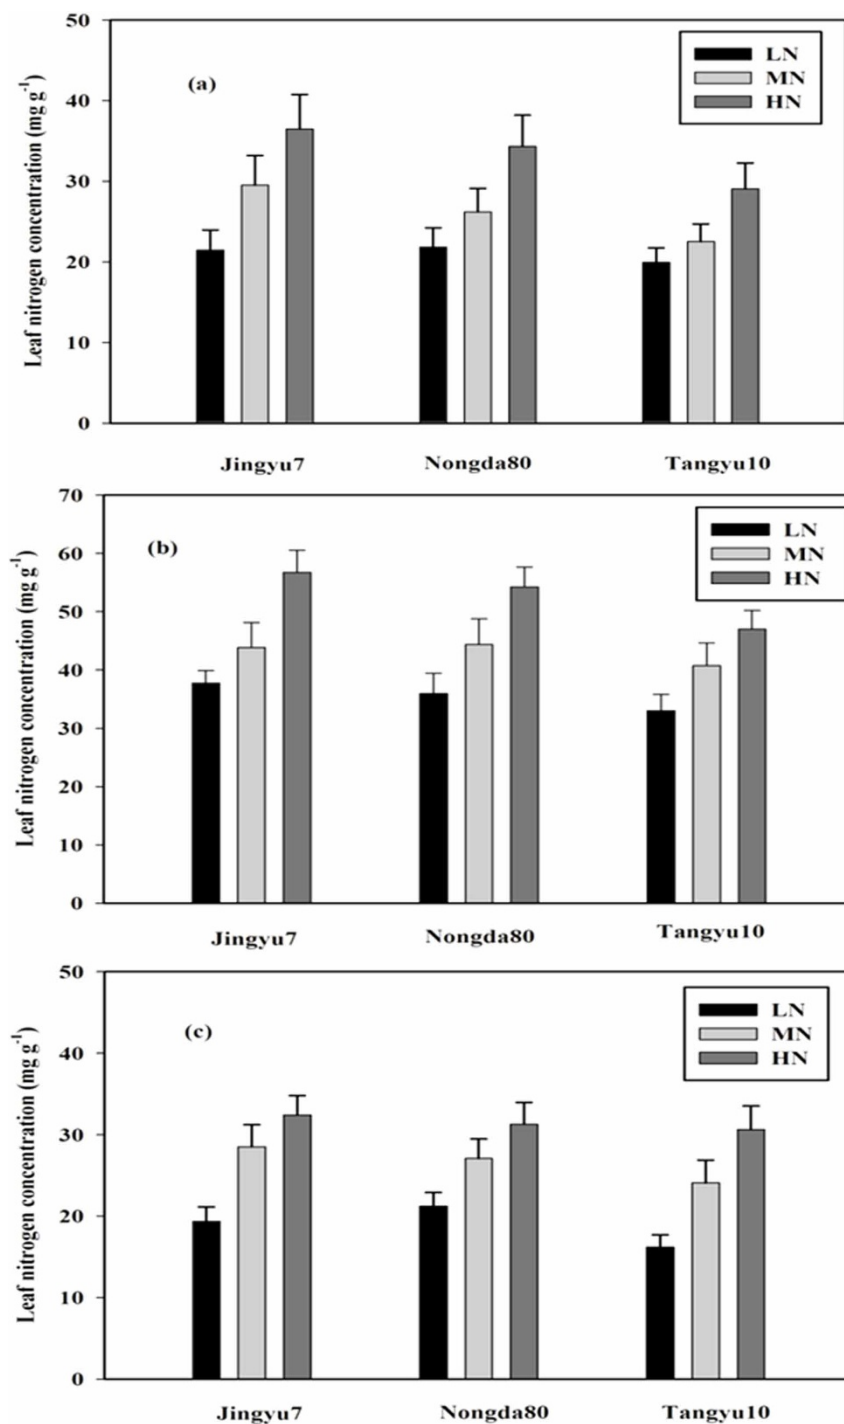 50
40
30
20
10
0
Leaf nitrogen concentration (mg g⁻¹)
(a)
LN
MN
HN
Jingyu7 Nongda80 Tangyu10
70
60
50
40
30
20
10
0
Leaf nitrogen concentration (mg g⁻¹)
(b)
LN
MN
HN
Jingyu7 Nongda80 Tangyu10
50
40
30
20
10
0
Leaf nitrogen concentration (mg g⁻¹)
(c)
LN
MN
HN
Jingyu7 Nongda80 Tangyu10